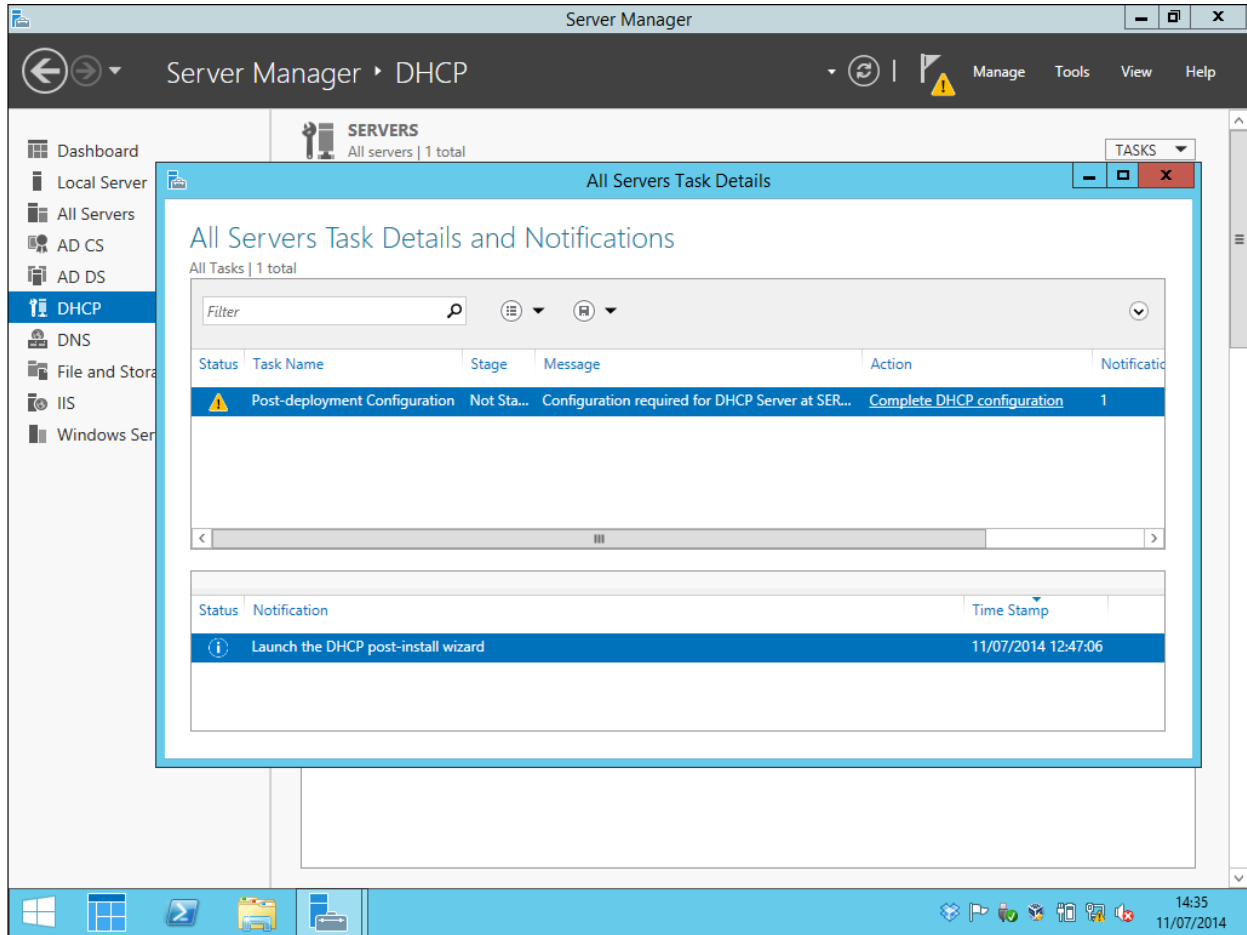 Server Manager
Server Manager ‣ DHCP
Manage Tools View Help
SERVERS
All servers | 1 total
TASKS
Dashboard
Local Server
All Servers
AD CS
AD DS
DHCP
DNS
File and Stora
IIS
Windows Ser
All Servers Task Details
All Servers Task Details and Notifications
All Tasks | 1 total
Filter
Status Task Name Stage Message Action Notificatio
Post-deployment Configuration Not Sta... Configuration required for DHCP Server at SER... Complete DHCP configuration 1
Status Notification Time Stamp
Launch the DHCP post-install wizard 11/07/2014 12:47:06
14:35
11/07/2014